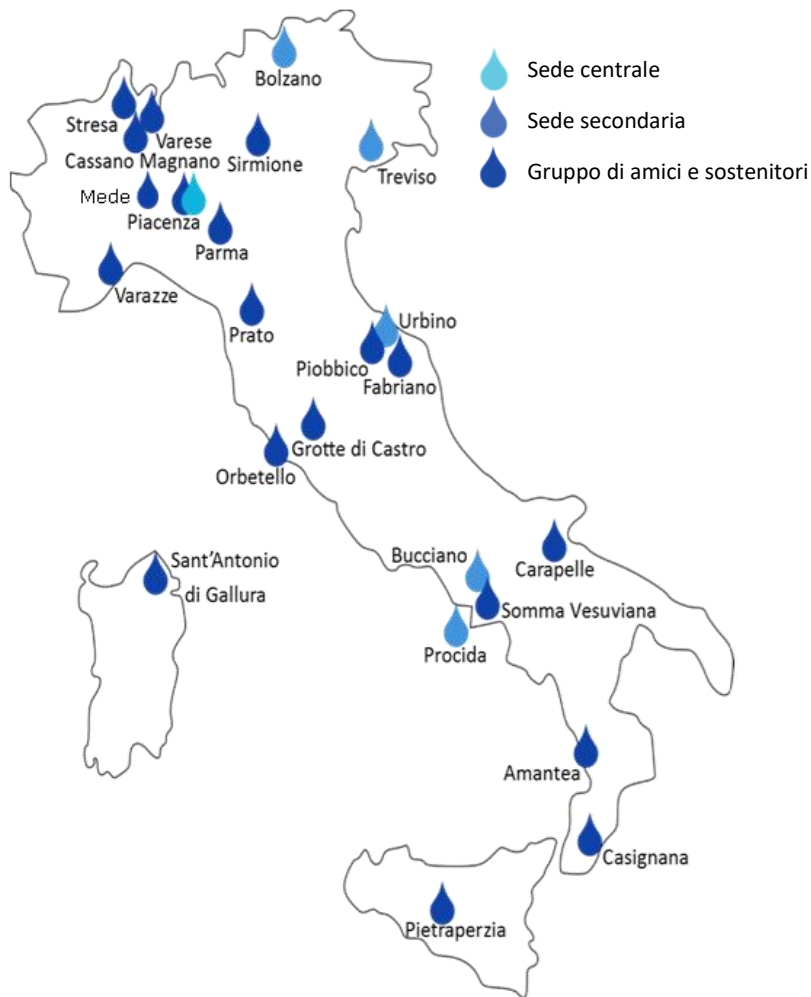 Sede centrale
Sede secondaria
Gruppo di amici e sostenitori
Bolzano
Stresa
Varese
Cassano Magnano
Sirmione
Treviso
Mede
Piacenza
Parma
Varazze
Prato
Urbino
Piobbico
Fabriano
Grotte di Castro
Orbetello
Sant'Antonio
di Gallura
Bucciano
Carapelle
Somma Vesuviana
Procida
Amantea
Casignana
Pietraperzia